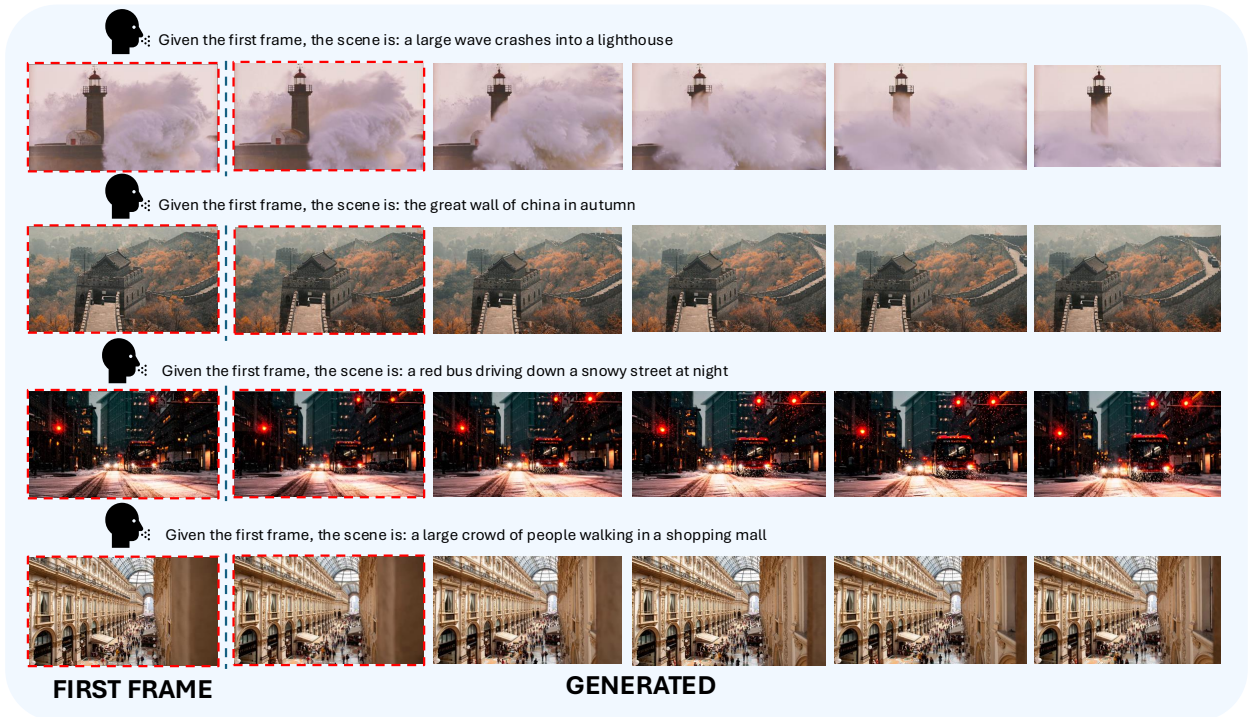 Given the first frame, the scene is: a large wave crashes into a lighthouse
Given the first frame, the scene is: the great wall of china in autumn
Given the first frame, the scene is: a red bus driving down a snowy street at night
Given the first frame, the scene is: a large crowd of people walking in a shopping mall
FIRST FRAME
GENERATED